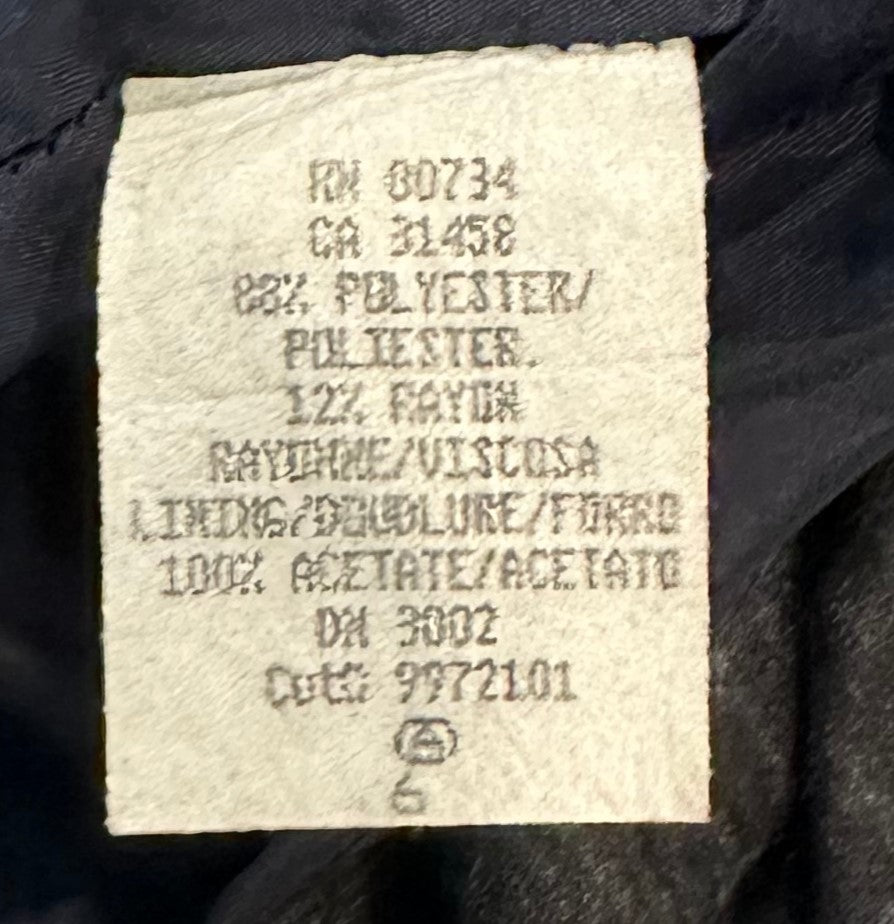 RN 80734
CA 31458
88% POLYESTER/
POLIESTER.
12% RAYON
RAYONNE/VISCOSA
LINING/DOUBLURE/FORRO
100% ACETATE/ACETATO
DN 3002
Cut# 9972101
A
6